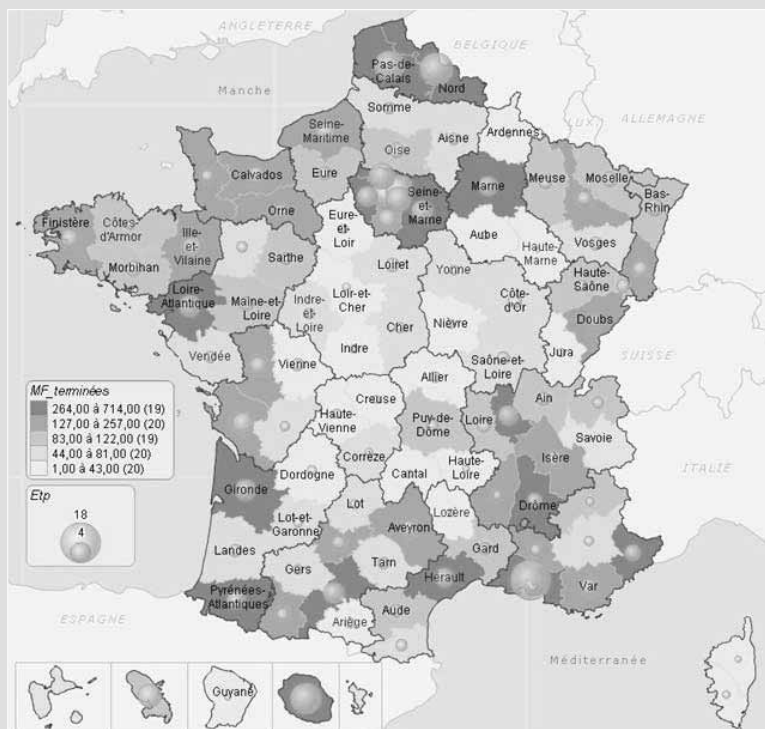 ANGLETERRE
BELGIQUE
Pas-de-
Calais
Nord
Manche
Somme
ALLEMAGNE
LUX
Seine-
Maritime
Oise
Aisne
Ardennes
Calvados
Eure
Meuse
Moselle
Bas-
Rhin
Seine-
et-
Marne
Marne
Orne
Finistère
Côtes-
d'Armor
Ille-
et-
Vilaine
Eure-
et-
Loir
Aube
Haute-
Marne
Vosges
Morbihan
Sarthe
Loiret
Yonne
Haute-
Saône
Loire-
Atlantique
Maine-et-
Loire
Indre-
et-
Loire
Loir-et-
Cher
Cher
Côte-
d'Or
Doubs
Nièvre
Vendée
Vienne
Indre
Saône-et-
Loire
Jura
SUISSE
Allier
MF_terminées
264,00 à 714,00 (19)
127,00 à 257,00 (20)
83,00 à 122,00 (19)
44,00 à 81,00 (20)
1,00 à 43,00 (20)
Creuse
Haute-
Vienne
Puy-de-
Dôme
Loire
Ain
Savoie
Corrèze
Isère
ITALIE
Dordogne
Cantal
Haute-
Loire
Etp
18
4
Gironde
Drôme
Lot-et-
Garonne
Lot
Lozère
Aveyron
Landes
Gers
Tarn
Gard
Hérault
Var
Pyrénées-
Atlantiques
Ariège
Aude
ESPAGNE
Méditerranée
Guyane